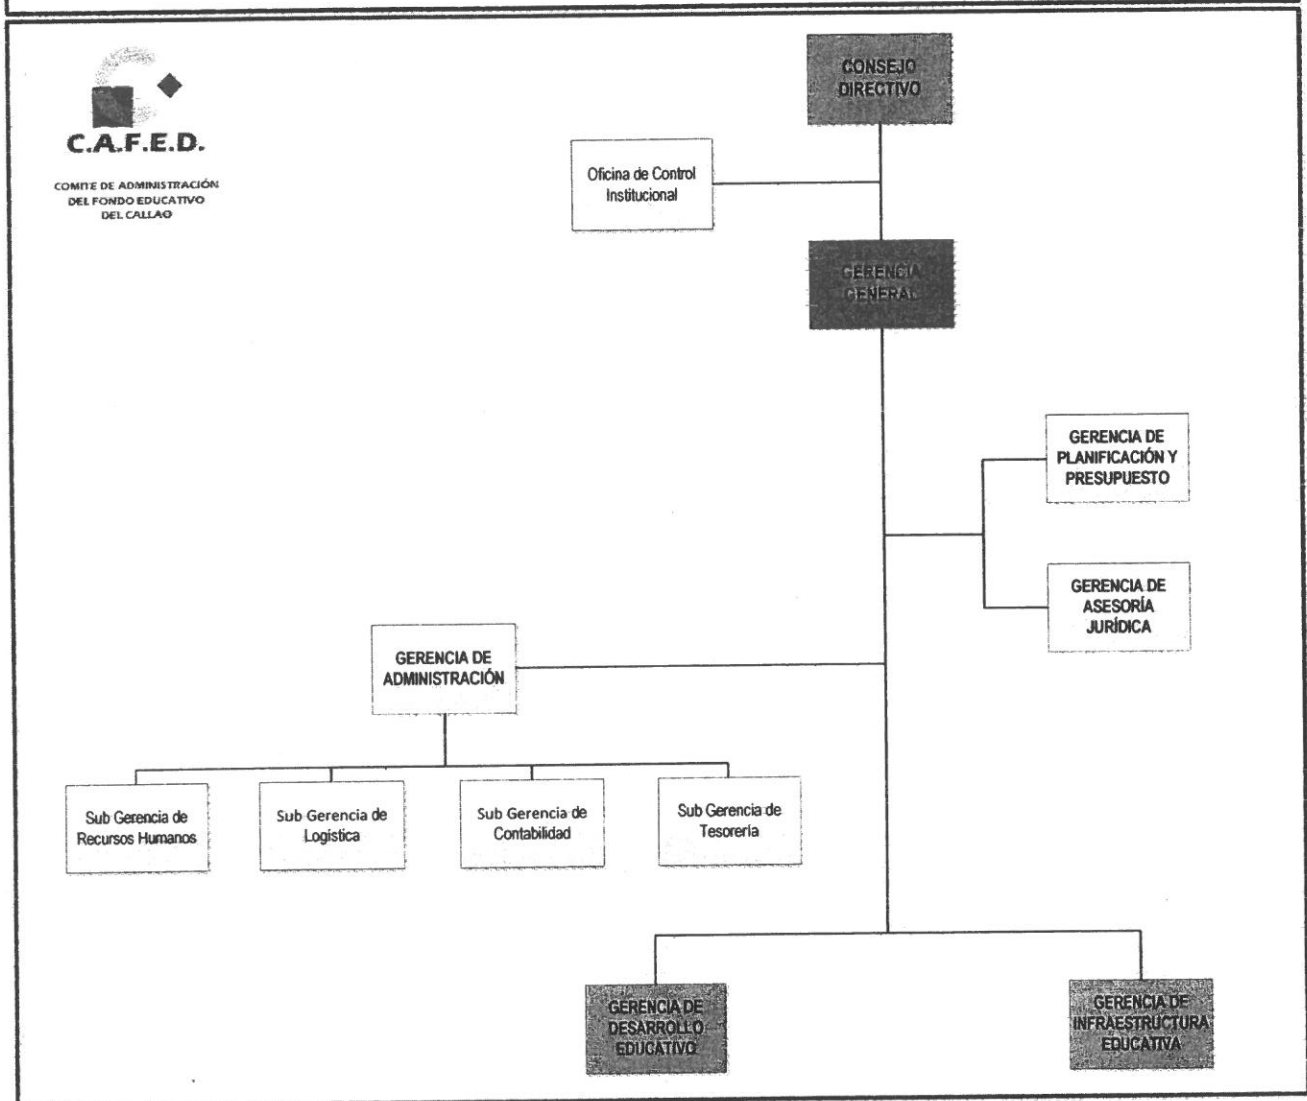 CONSEJO
DIRECTIVO
C.A.F.E.D.
COMITE DE ADMINISTRACIÓN
DEL FONDO EDUCATIVO
DEL CALLAO
Oficina de Control
Institucional
GERENCIA
GENERAL
GERENCIA DE
PLANIFICACIÓN Y
PRESUPUESTO
GERENCIA DE
ASESORÍA
JURÍDICA
GERENCIA DE
ADMINISTRACIÓN
Sub Gerencia de
Recursos Humanos
Sub Gerencia de
Logística
Sub Gerencia de
Contabilidad
Sub Gerencia de
Tesorería
GERENCIA DE
DESARROLLO
EDUCATIVO
GERENCIA DE
INFRAESTRUCTURA
EDUCATIVA